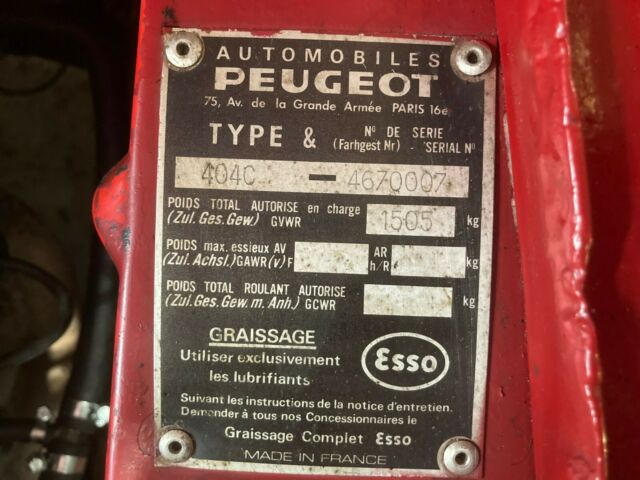 AUTOMOBILES
PEUGEOT
75, Av. de la Grande Armée PARIS 16e
TYPE & Nº DE SERIE
(Farhgest Nr) - SERIAL Nº
404C — 4670007
POIDS TOTAL AUTORISE en charge
(Zul. Ges. Gew.) GVWR 1505 kg
POIDS max. essieux AV AR
(Zul. Achsl.) GAWR (v) F h/R kg
POIDS TOTAL ROULANT AUTORISE
(Zul. Ges. Gew. m. Anh.) GCWR kg
GRAISSAGE
Utiliser exclusivement
les lubrifiants
Esso
Suivant les instructions de la notice d'entretien.
Demander à tous nos Concessionnaires le
Graissage Complet Esso
MADE IN FRANCE